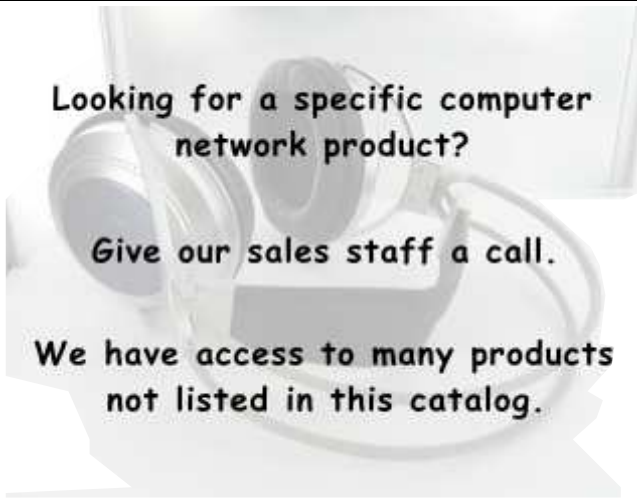 Looking for a specific computer
network product?
Give our sales staff a call.
We have access to many products
not listed in this catalog.